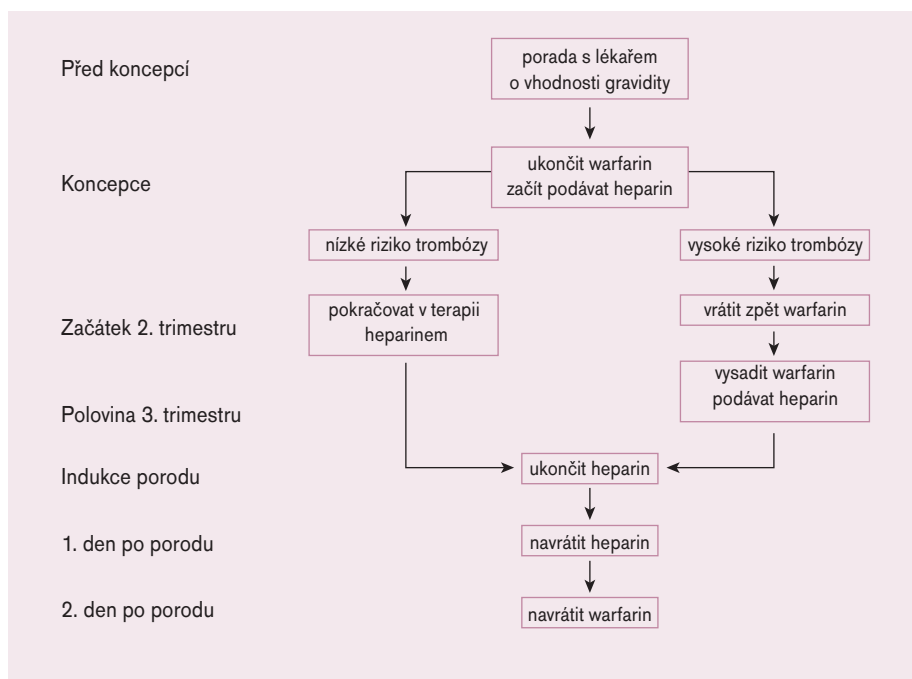 Před koncepcí
porada s lékařem
o vhodnosti gravidity
Koncepce
ukončit warfarin
začít podávat heparin
nízké riziko trombózy
vysoké riziko trombózy
Začátek 2. trimestru
pokračovat v terapii
heparinem
vrátit zpět warfarin
vysadit warfarin
podávat heparin
Polovina 3. trimestru
Indukce porodu
ukončit heparin
1. den po porodu
navrátit heparin
2. den po porodu
navrátit warfarin